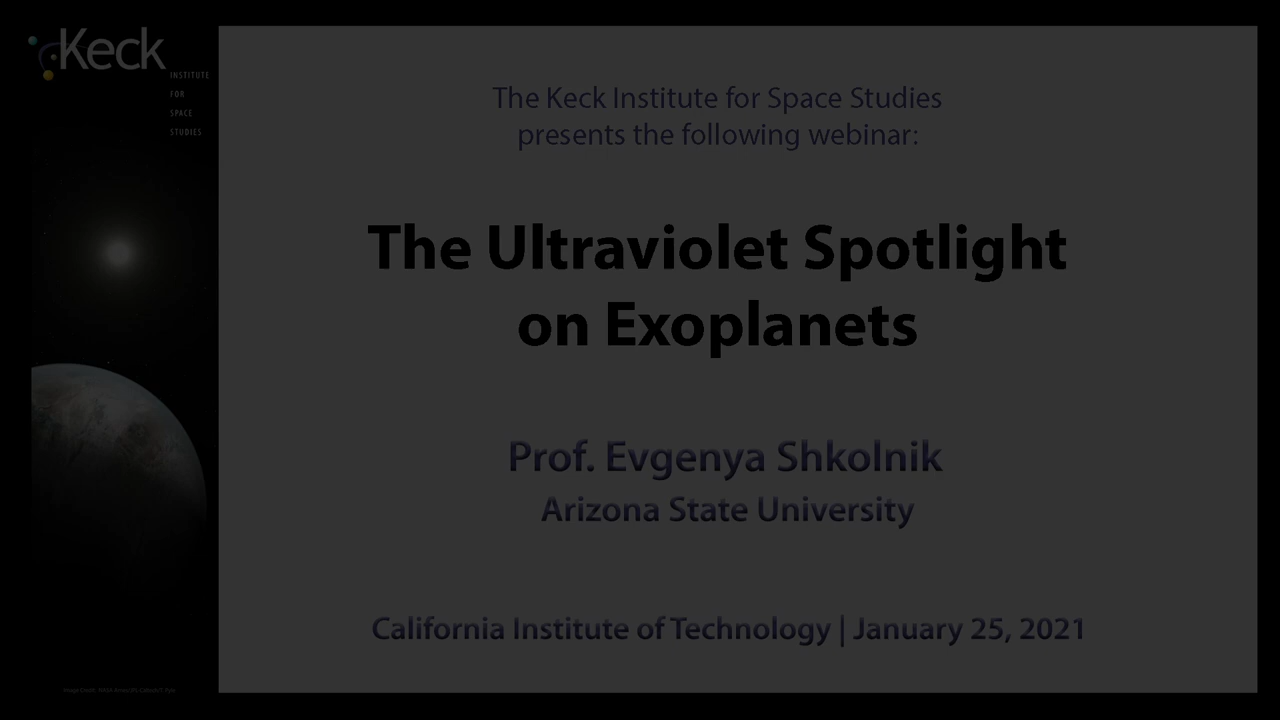 Keck
INSTITUTE
FOR
SPACE
STUDIES
The Keck Institute for Space Studies
presents the following webinar:
The Ultraviolet Spotlight
on Exoplanets
Prof. Evgenya Shkolnik
Arizona State University
California Institute of Technology | January 25, 2021